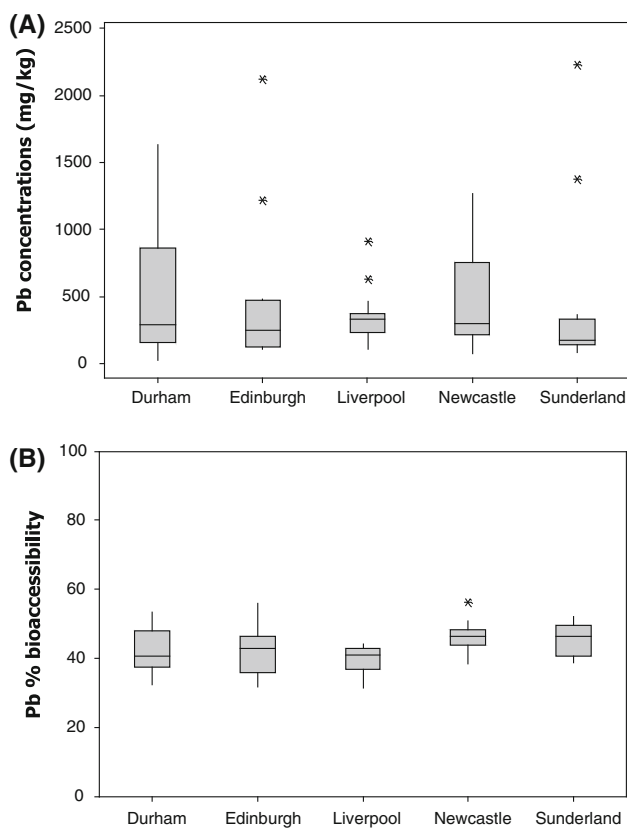 (A)
Pb concentrations (mg/kg)
2500
2000
1500
1000
500
0
Durham Edinburgh Liverpool Newcastle Sunderland
(B)
Pb % bioaccessibility
100
80
60
40
20
0
Durham Edinburgh Liverpool Newcastle Sunderland